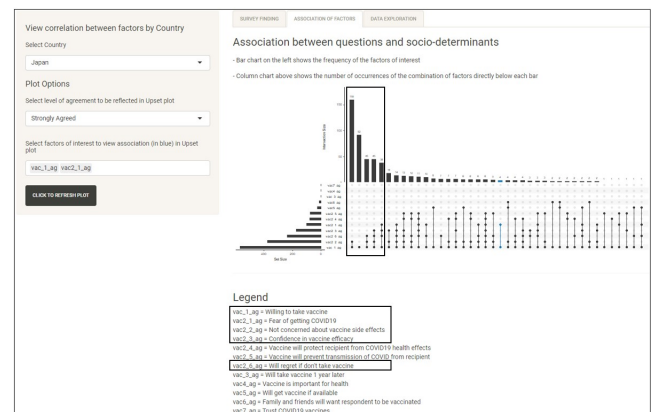 View correlation between factors by Country
Select Country
Japan
Plot Options
Select level of agreement to be reflected in Upset plot
Strongly Agreed
Select factors of interest to view association (in blue) in Upset plot
vac_1_ag vac2_1_ag
CLICK TO REFRESH PLOT
SURVEY FINDING ASSOCIATION OF FACTORS DATA EXPLORATION
Association between questions and socio-determinants
- Bar chart on the left shows the frequency of the factors of interest
- Column chart above shows the number of occurrences of the combination of factors directly below each bar
Intersection Size
Set Size
Legend
vac_1_ag = Willing to take vaccine
vac2_1_ag = Fear of getting COVID19
vac2_2_ag = Not concerned about vaccine side effects
vac2_3_ag = Confidence in vaccine efficacy
vac2_4_ag = Vaccine will protect recipient from COVID19 health effects
vac2_5_ag = Vaccine will prevent transmission of COVID from recipient
vac2_6_ag = Will regret if don't take vaccine
vac_3_ag = Will take vaccine 1 year later
vac4_ag = Vaccine is important for health
vac5_ag = Will get vaccine if available
vac6_ag = Family and friends will want respondent to be vaccinated
vac7_ag = Trust COVID19 vaccines